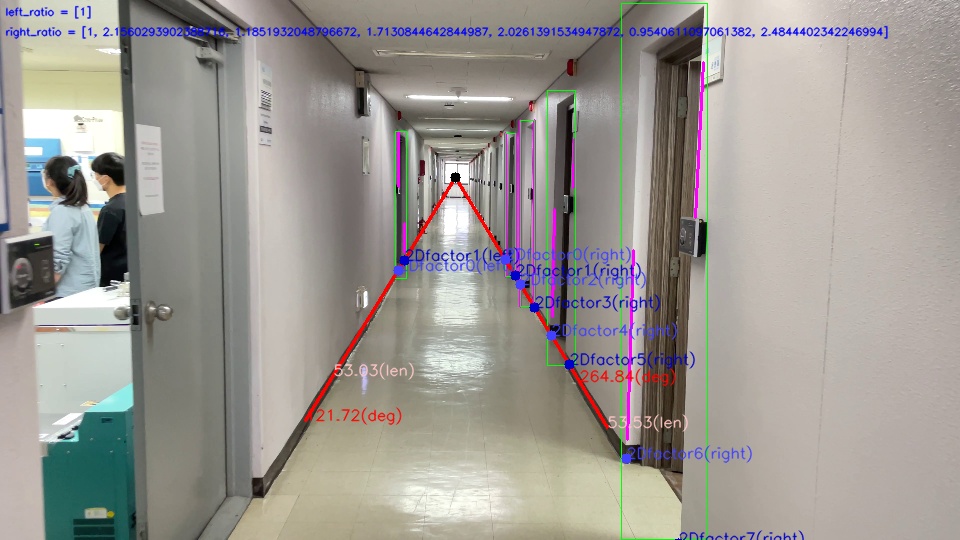 left_ratio = [1]
right_ratio = [1, 2.1560293902388718, 1.1851932048796672, 1.7130844642844987, 2.0261391534947872, 0.9540611097061382, 2.4844402342246994]
2Dfactor1(left)
2Dfactor0(right)
2Dfactor0(left)
2Dfactor1(right)
2Dfactor2(right)
2Dfactor3(right)
2Dfactor4(right)
2Dfactor5(right)
53.03(len)
264.84(deg)
21.72(deg)
53.53(len)
2Dfactor6(right)
2Dfactor7(right)